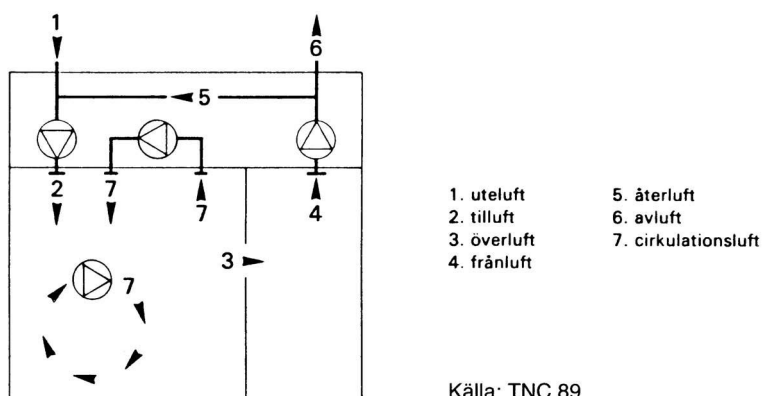 1
6
5
2
7
7
4
3
7
1. uteluft
2. tilluft
3. överluft
4. frånluft
5. återluft
6. avluft
7. cirkulationsluft
Källa: TNC 89